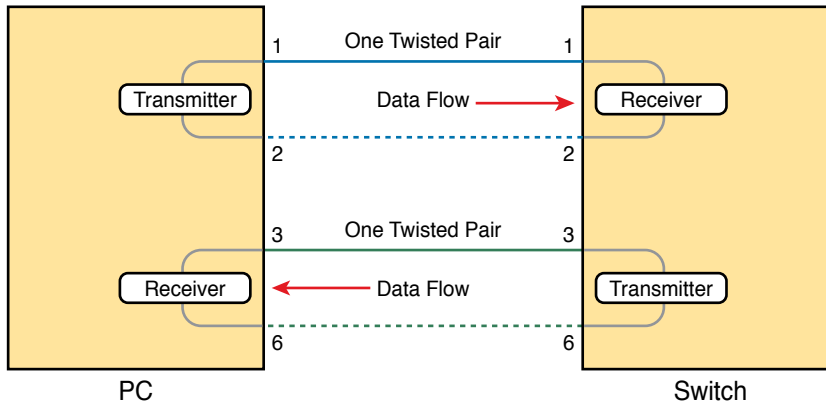 1 One Twisted Pair 1
Transmitter Data Flow Receiver
2 2
3 One Twisted Pair 3
Receiver Data Flow Transmitter
6 6
PC Switch